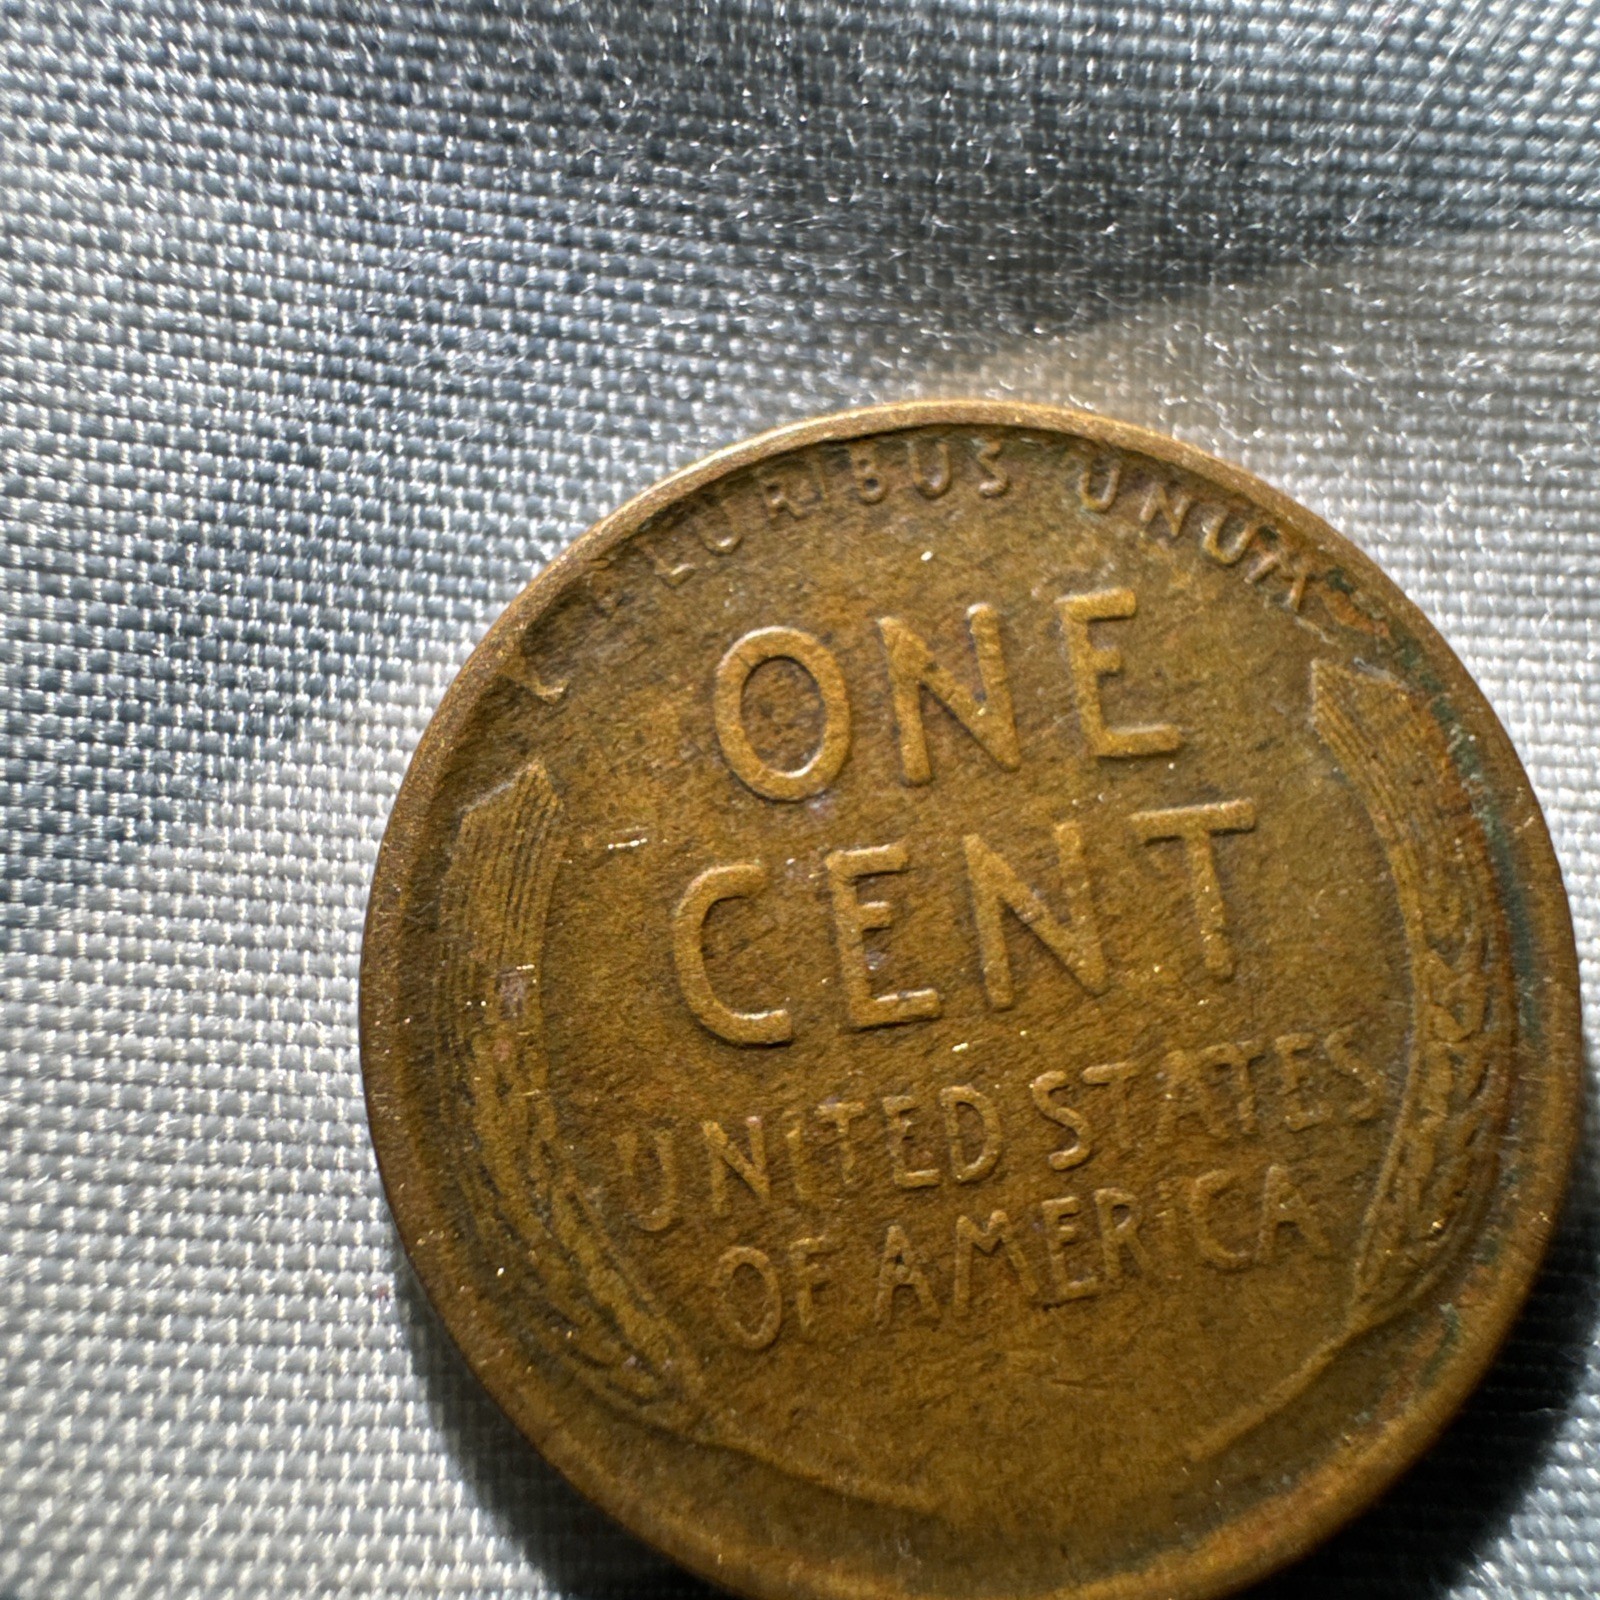 E PLURIBUS UNUM
ONE
CENT
UNITED STATES
OF AMERICA